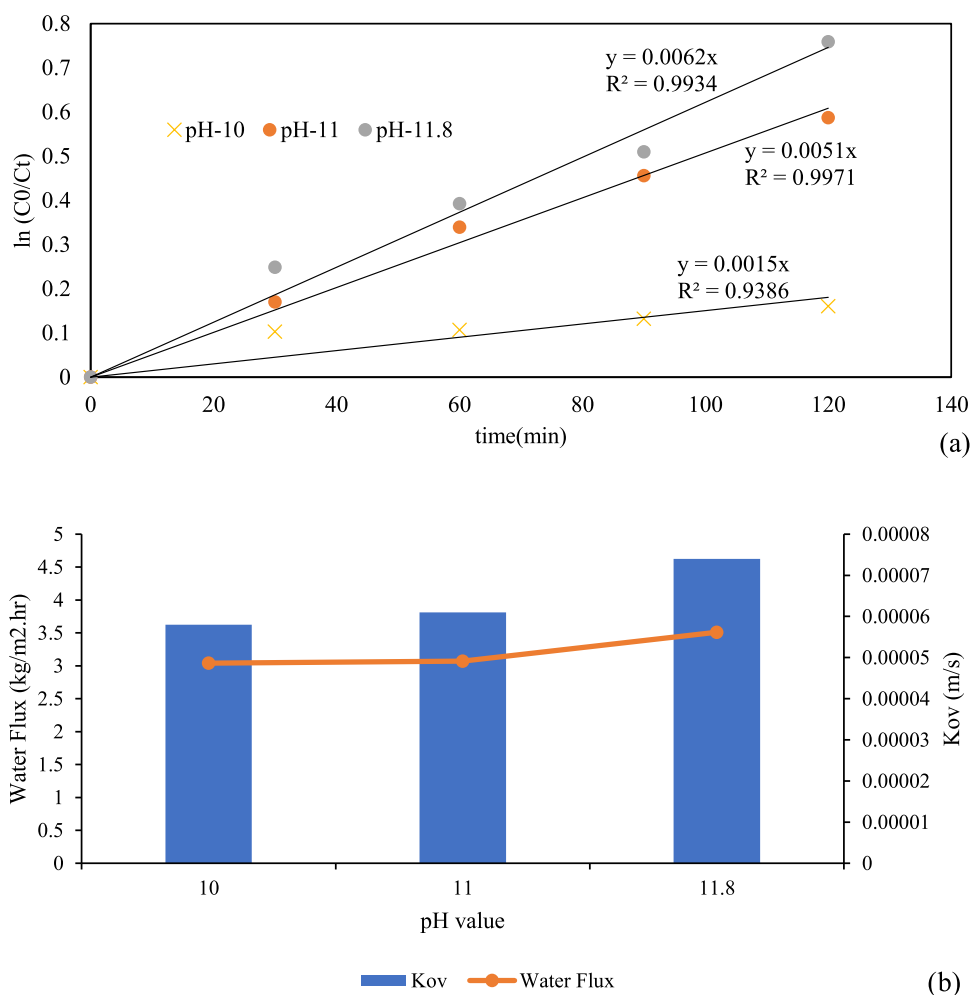 0.8
0.7
0.6
0.5
0.4
0.3
0.2
0.1
0
ln (C0/Ct)
pH-10 pH-11 pH-11.8
y = 0.0062x
R² = 0.9934
y = 0.0051x
R² = 0.9971
y = 0.0015x
R² = 0.9386
0 20 40 60 80 100 120 140
time(min)
(a)
5
4.5
4
3.5
3
2.5
2
1.5
1
0.5
0
Water Flux (kg/m2.hr)
0.00008
0.00007
0.00006
0.00005
0.00004
0.00003
0.00002
0.00001
0
Kov (m/s)
10 11 11.8
pH value
Kov Water Flux
(b)